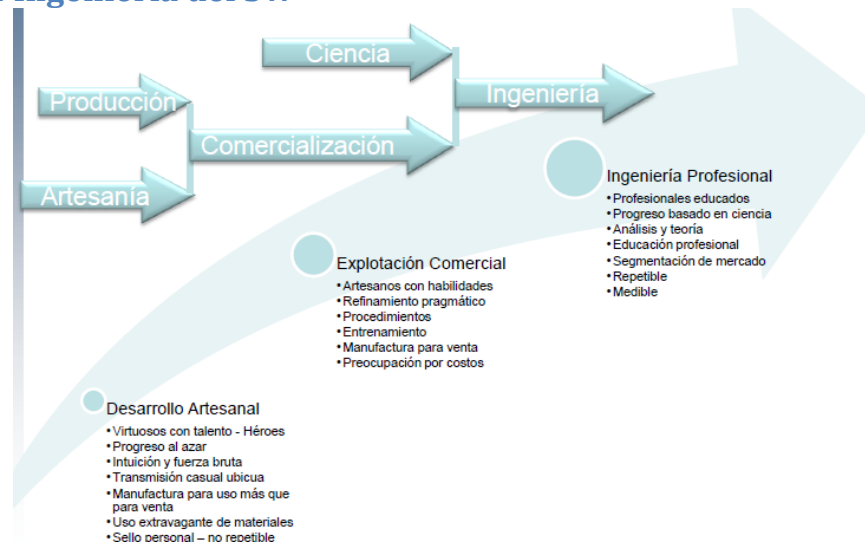 Ingeniería del SW
Ciencia
Producción
Ingeniería
Comercialización
Artesanía
Ingeniería Profesional
•Profesionales educados
•Progreso basado en ciencia
•Análisis y teoría
•Educación profesional
•Segmentación de mercado
•Repetible
•Medible
Explotación Comercial
•Artesanos con habilidades
•Refinamiento pragmático
•Procedimientos
•Entrenamiento
•Manufactura para venta
•Preocupación por costos
Desarrollo Artesanal
•Virtuosos con talento - Héroes
•Progreso al azar
•Intuición y fuerza bruta
•Transmisión casual ubicua
•Manufactura para uso más que
para venta
•Uso extravagante de materiales
•Sello personal – no repetible